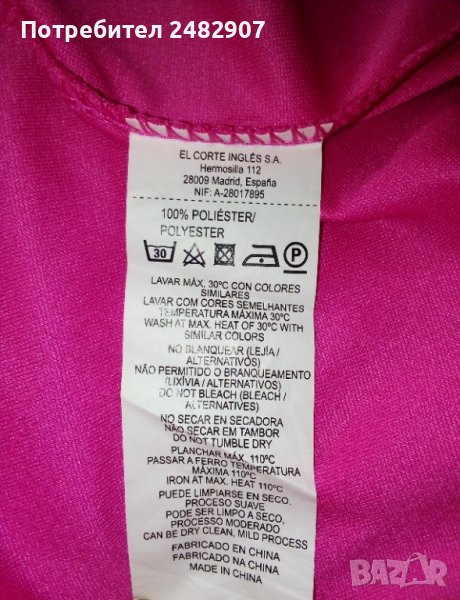 Потребител 2482907
EL CORTE INGLÉS S.A.
Hermosilla 112
28009 Madrid, España
NIF: A-28017895
100% POLIÉSTER/
POLYESTER
30 P
LAVAR MÁX. 30ºC CON COLORES
SIMILARES
LAVAR COM CORES SEMELHANTES
TEMPERATURA MÁXIMA 30ºC
WASH AT MAX. HEAT OF 30ºC WITH
SIMILAR COLORS
NO BLANQUEAR (LEJÍA/
ALTERNATIVOS)
NÃO PERMITIDO O BRANQUEAMENTO
(LIXÍVIA / ALTERNATIVOS)
DO NOT BLEACH (BLEACH /
ALTERNATIVES)
NO SECAR EN SECADORA
NÃO SECAR EM TAMBOR
DO NOT TUMBLE DRY
PLANCHAR MÁX. 110ºC
PASSAR A FERRO TEMPERATURA
MÁXIMA 110ºC
IRON AT MAX. HEAT 110ºC
PUEDE LIMPIARSE EN SECO.
PROCESO SUAVE
PODE SER LIMPO A SECO,
PROCESSO MODERADO
CAN BE DRY CLEAN. MILD PROCESS
FABRICADO EN CHINA
FABRICADO NA CHINA
MADE IN CHINA
BAZAR